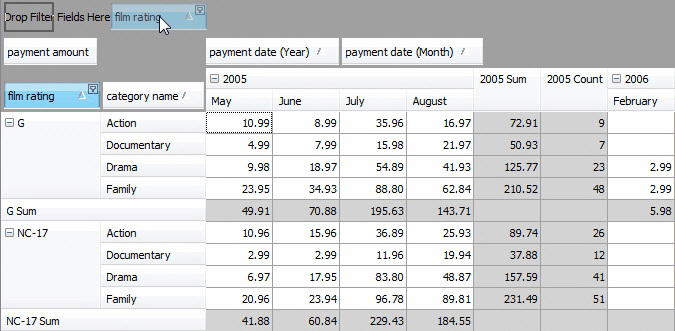 Drop Filter Fields Here film rating
payment amount payment date (Year) payment date (Month)
2005 2005 Sum 2005 Count 2006
film rating category name May June July August February
G Action 10.99 8.99 35.96 16.97 72.91 9
Documentary 4.99 7.99 15.98 21.97 50.93 7
Drama 9.98 18.97 54.89 41.93 125.77 23 2.99
Family 23.95 34.93 88.80 62.84 210.52 48 2.99
G Sum 49.91 70.88 195.63 143.71 5.98
NC-17 Action 10.96 15.96 36.89 25.93 89.74 26
Documentary 2.99 2.99 11.96 19.94 37.88 12
Drama 6.97 17.95 83.80 48.87 157.59 41
Family 20.96 23.94 96.78 89.81 231.49 51
NC-17 Sum 41.88 60.84 229.43 184.55